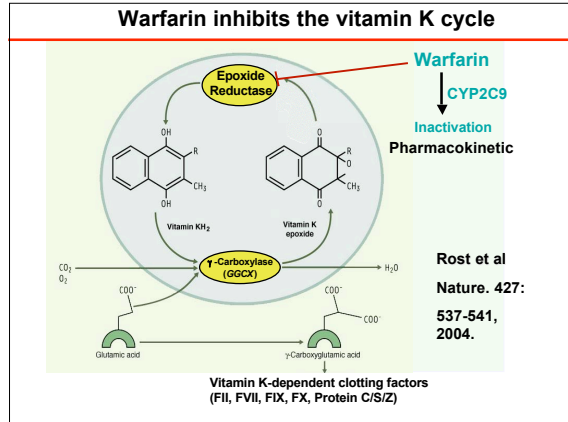 Warfarin inhibits the vitamin K cycle
Epoxide
Reductase
Warfarin
CYP2C9
Inactivation
Pharmacokinetic
OH
R
CH₃
OH
Vitamin KH₂
O
R
O
CH₃
O
Vitamin K
epoxide
γ-Carboxylase
(GGCX)
CO₂
O₂
H₂O
COO⁻
Glutamic acid
COO⁻
COO⁻
γ-Carboxyglutamic acid
Rost et al
Nature. 427:
537-541,
2004.
Vitamin K-dependent clotting factors
(FII, FVII, FIX, FX, Protein C/S/Z)